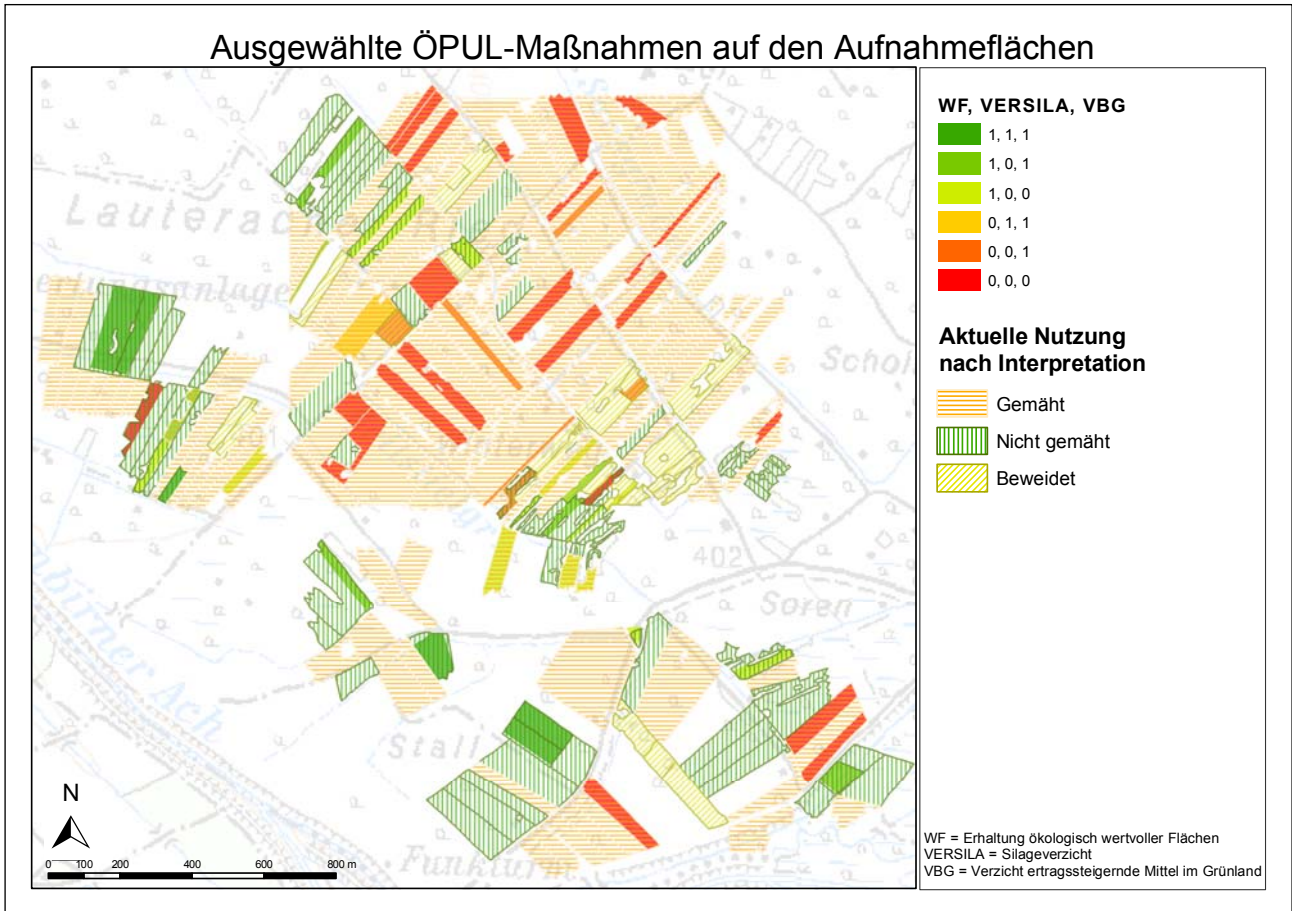 Ausgewählte ÖPUL-Maßnahmen auf den Aufnahmeflächen
WF, VERSILA, VBG
1, 1, 1
1, 0, 1
1, 0, 0
0, 1, 1
0, 0, 1
0, 0, 0
Aktuelle Nutzung
nach Interpretation
Gemäht
Nicht gemäht
Beweidet
Lauterach
402
Soren
Stall
Ach
N
0 100 200 400 600 800 m
WF = Erhaltung ökologisch wertvoller Flächen
VERSILA = Silageverzicht
VBG = Verzicht ertragssteigernde Mittel im Grünland